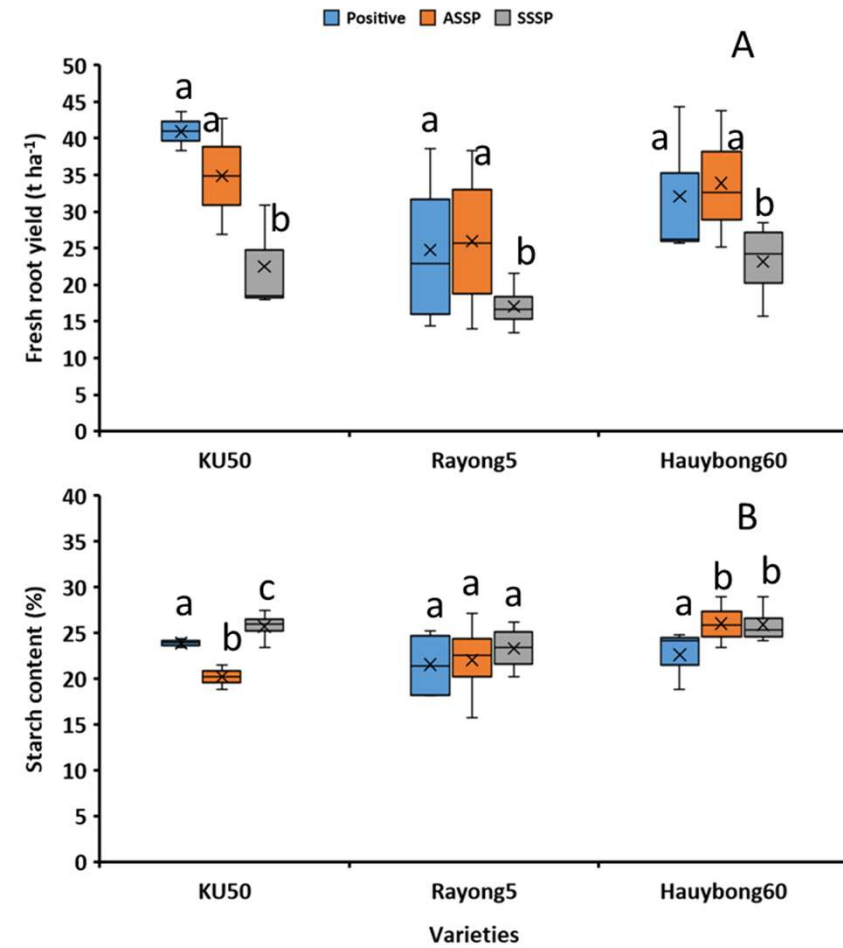 Positive ASSP SSSP
A
Fresh root yield (t ha⁻¹)
50
45
40
35
30
25
20
15
10
5
0
a a b
a a b
a a b
KU50 Rayong5 Hauybong60
B
Starch content (%)
40
35
30
25
20
15
10
5
0
a b c
a a a
a b b
KU50 Rayong5 Hauybong60
Varieties